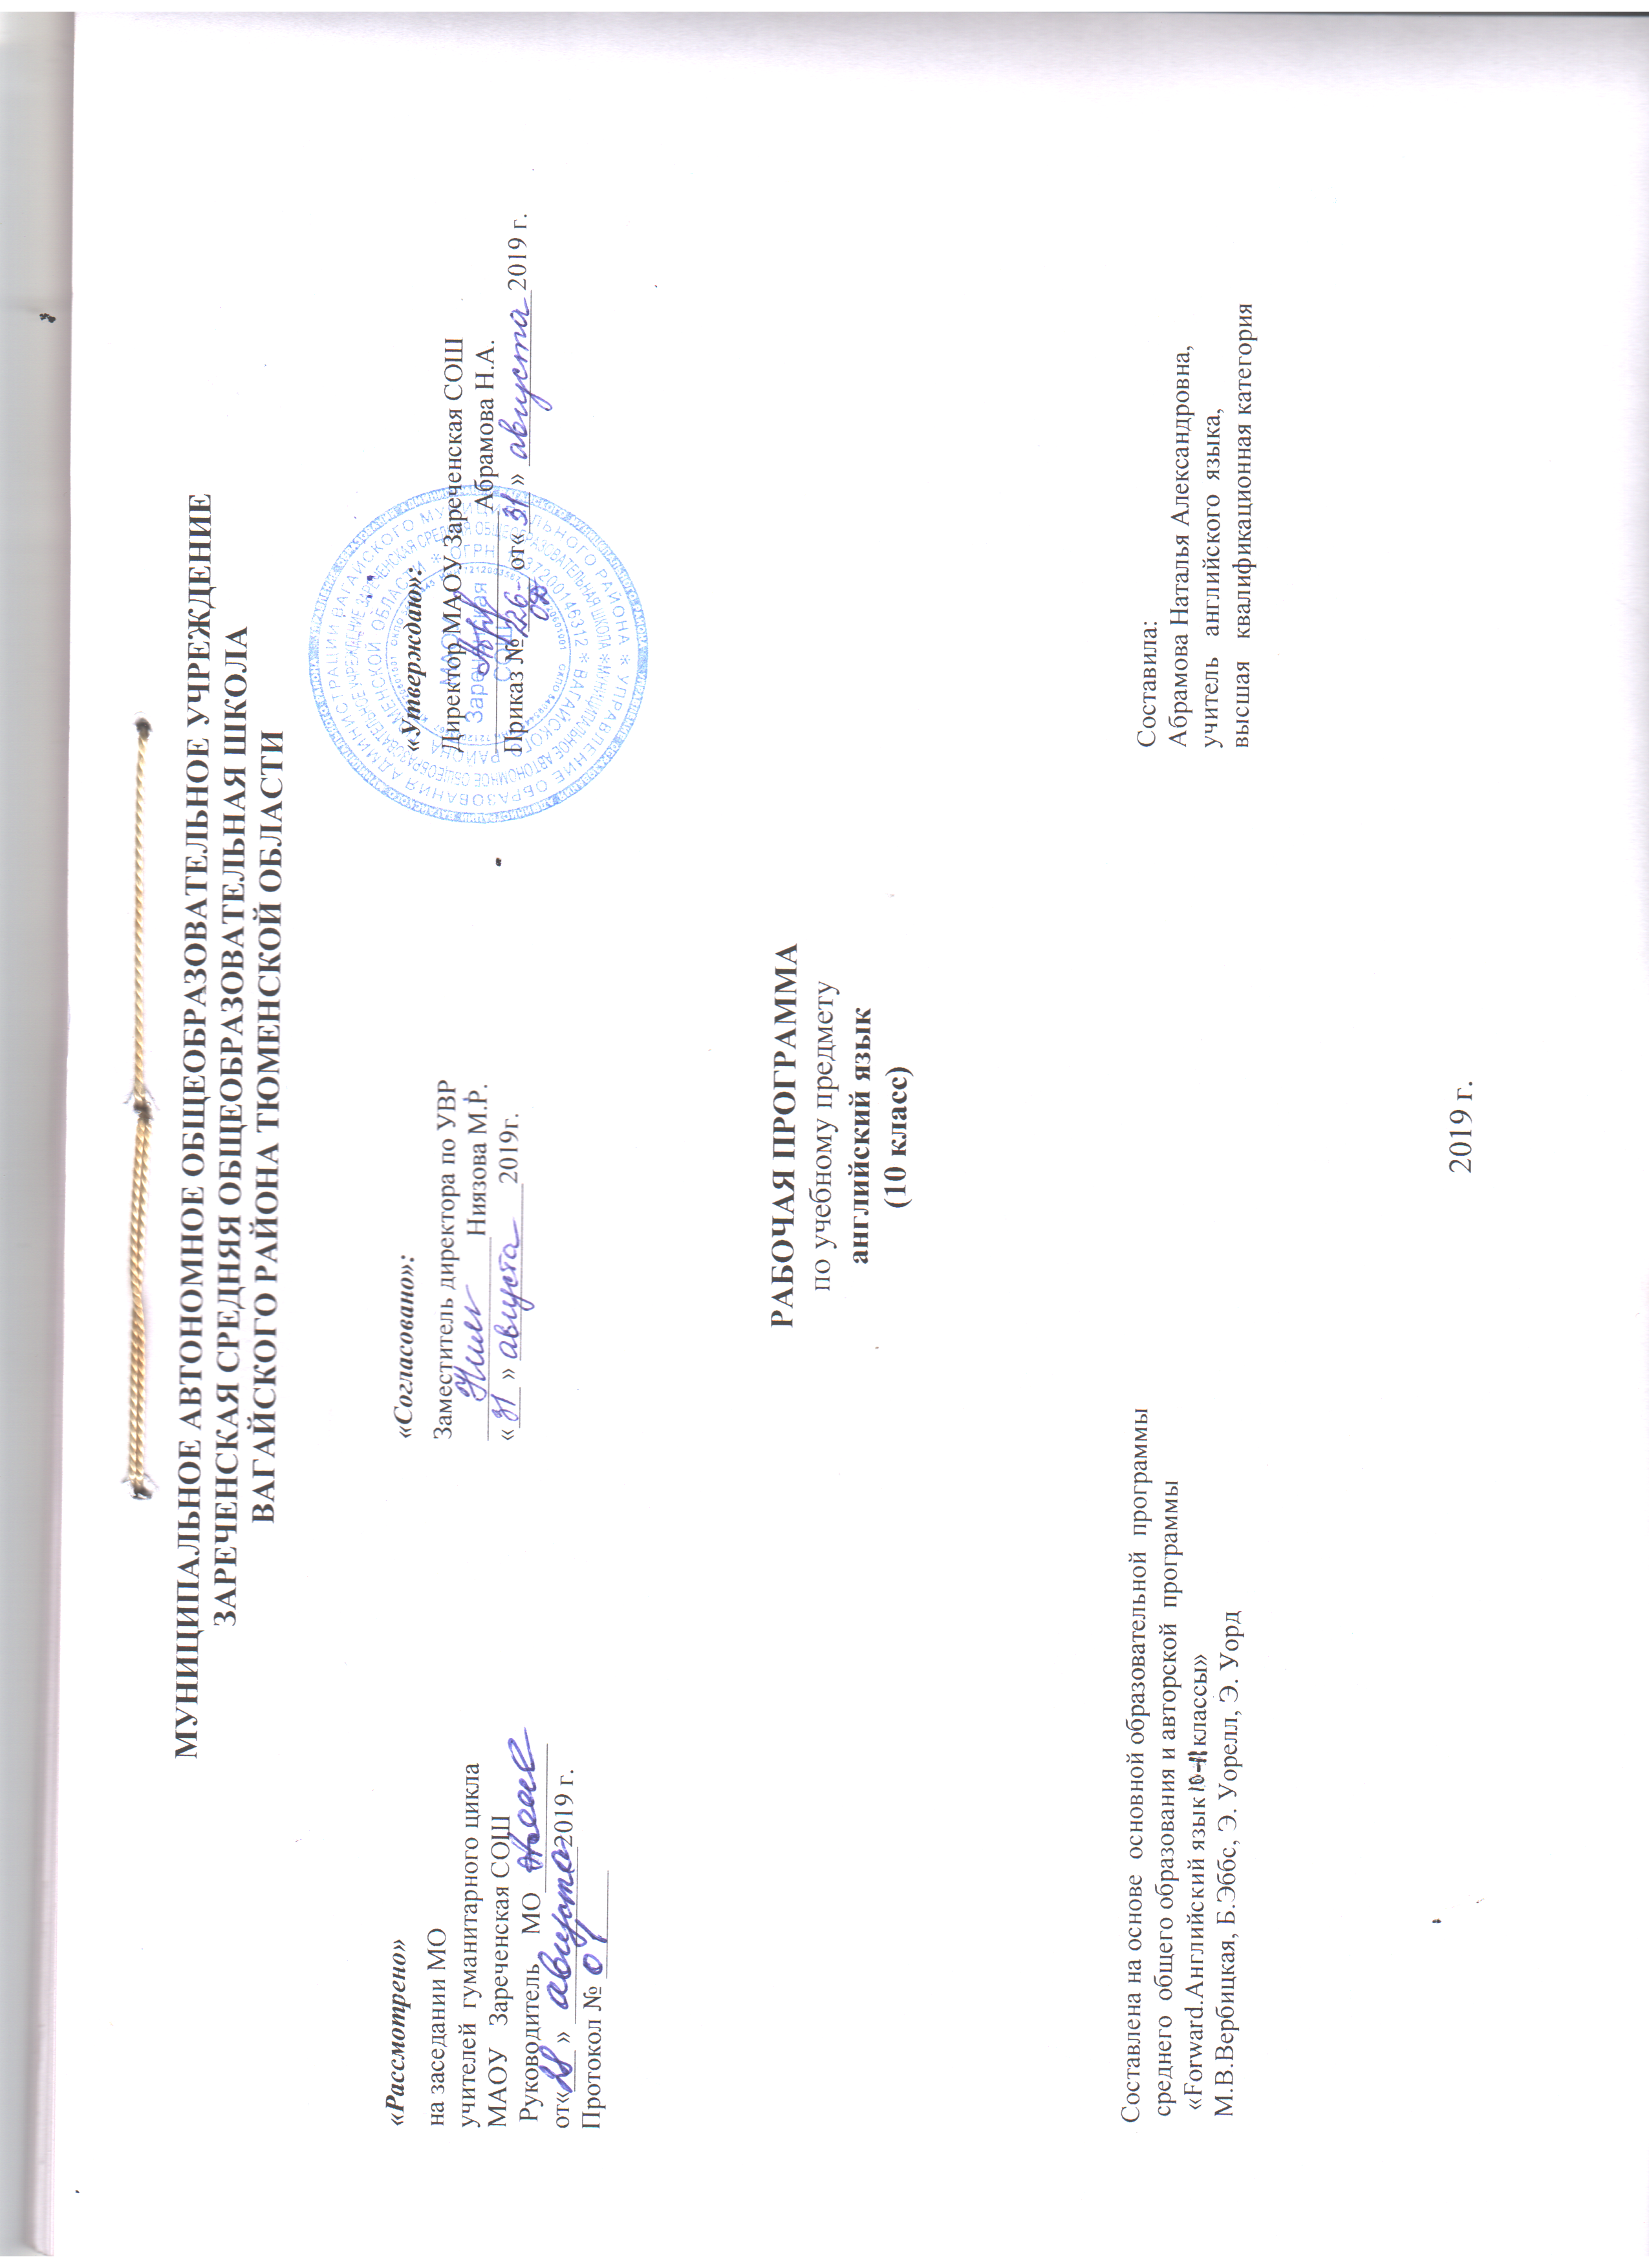 МУНИЦИПАЛЬНОЕ АВТОНОМНОЕ ОБЩЕОБРАЗОВАТЕЛЬНОЕ УЧРЕЖДЕНИЕ
ЗАРЕЧЕНСКАЯ СРЕДНЯЯ ОБЩЕОБРАЗОВАТЕЛЬНАЯ ШКОЛА
ВАГАЙСКОГО РАЙОНА ТЮМЕНСКОЙ ОБЛАСТИ
«Рассмотрено»
на заседании МО
учителей гуманитарного цикла
МАОУ Зареченская СОШ
Руководитель МО
от« 28 » августа 2019 г.
Протокол № 01
«Согласовано»:
Заместитель директора по УВР
Ниязова М.Р.
« 31 » августа 2019г.
«Утверждаю»:
Директор МАОУ Зареченская СОШ
Абрамова Н.А.
Приказ № 226-од от« 31 » августа 2019 г.
РАБОЧАЯ ПРОГРАММА
по учебному предмету
английский язык
(10 класс)
Составлена на основе основной образовательной программы
среднего общего образования и авторской программы
«Forward.Английский язык 10-11 классы»
М.В.Вербицкая, Б.Эббс, Э. Уорелл, Э. Уорд
Составила:
Абрамова Наталья Александровна,
учитель английского языка,
высшая квалификационная категория
2019 г.